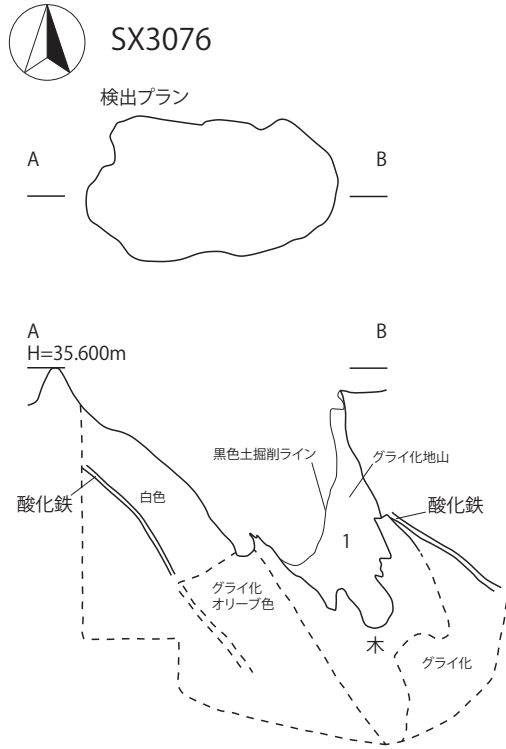 SX3076
検出プラン
A
B
A
B
H=35.600m
黒色土掘削ライン
グライ化地山
酸化鉄
白色
酸化鉄
1
グライ化
オリーブ色
木
グライ化